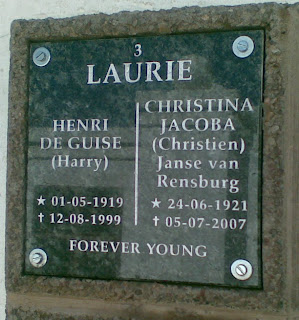 3
LAURIE
HENRI
DE GUISE
(Harry)
★ 01-05-1919
✝ 12-08-1999
CHRISTINA
JACOBA
(Christien)
Janse van
Rensburg
★ 24-06-1921
✝ 05-07-2007
FOREVER YOUNG